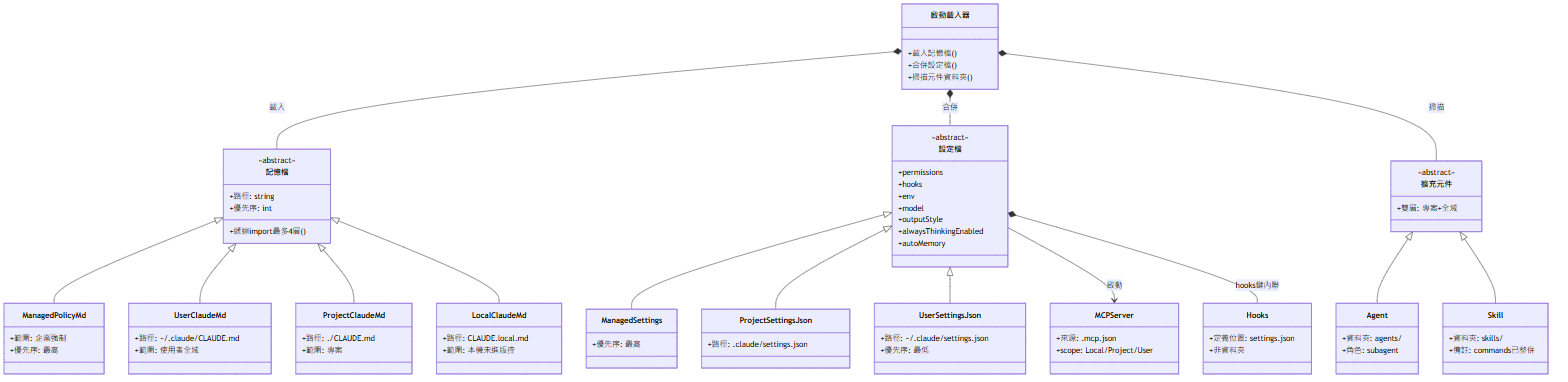 啟動載入器
+載入記憶檔()
+合併設定檔()
+掃描元件資料夾()
載入
合併
掃描
«abstract»
記憶檔
+路徑: string
+優先序: int
+遞迴import最多4層()
«abstract»
設定檔
+permissions
+hooks
+env
+model
+outputStyle
+alwaysThinkingEnabled
+autoMemory
«abstract»
擴充元件
+雙層: 專案+全域
啟動
hooks鍵內聯
ManagedPolicyMd
+範圍: 企業強制
+優先序: 最高
UserClaudeMd
+路徑: ~/.claude/CLAUDE.md
+範圍: 使用者全域
ProjectClaudeMd
+路徑: ./CLAUDE.md
+範圍: 專案
LocalClaudeMd
+路徑: CLAUDE.local.md
+範圍: 本機未進版控
ManagedSettings
+優先序: 最高
ProjectSettingsJson
+路徑: .claude/settings.json
UserSettingsJson
+路徑: ~/.claude/settings.json
+優先序: 最低
MCPServer
+來源: .mcp.json
+scope: Local/Project/User
Hooks
+定義位置: settings.json
+非資料夾
Agent
+資料夾: agents/
+角色: subagent
Skill
+資料夾: skills/
+備註: commands已整併